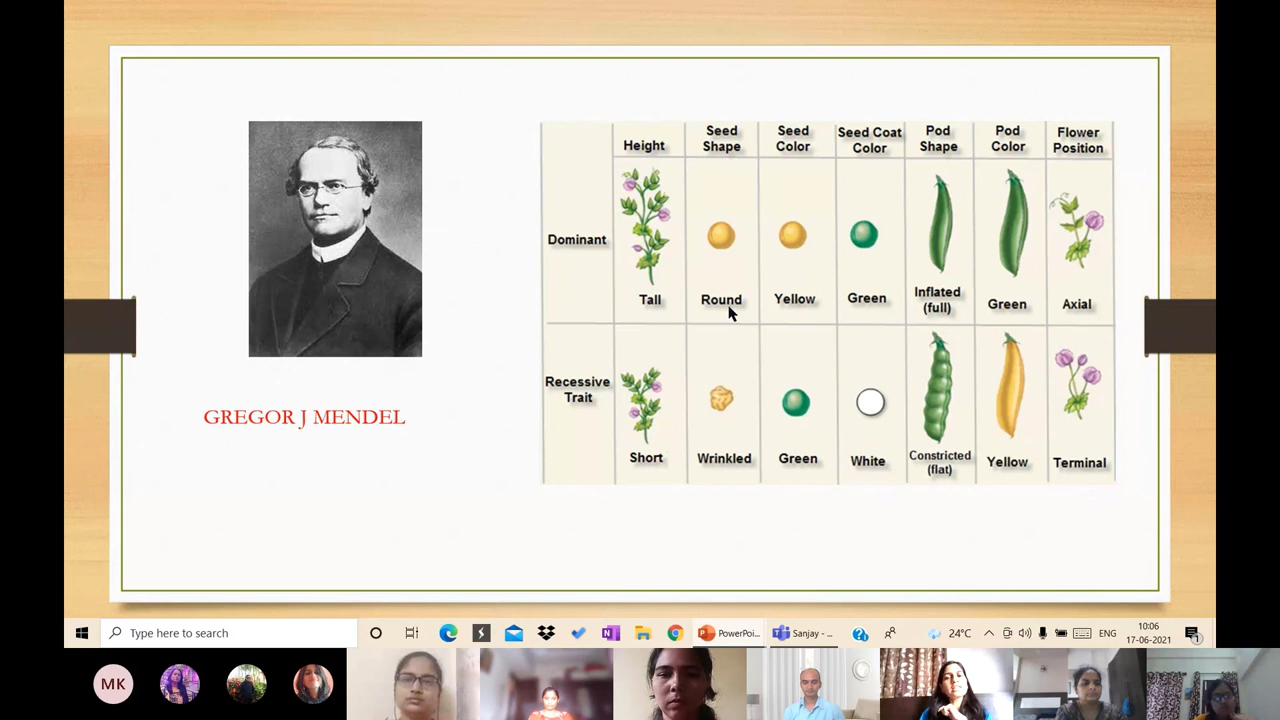 Height
Seed
Shape
Seed
Color
Seed Coat
Color
Pod
Shape
Pod
Color
Flower
Position
Dominant
Tall
Round
Yellow
Green
Inflated
(full)
Green
Axial
Recessive
Trait
Short
Wrinkled
Green
White
Constricted
(flat)
Yellow
Terminal
GREGOR J MENDEL
Type here to search
PowerPoi...
Sanjay - ...
24°C
ENG
10:06
17-06-2021
1
MK